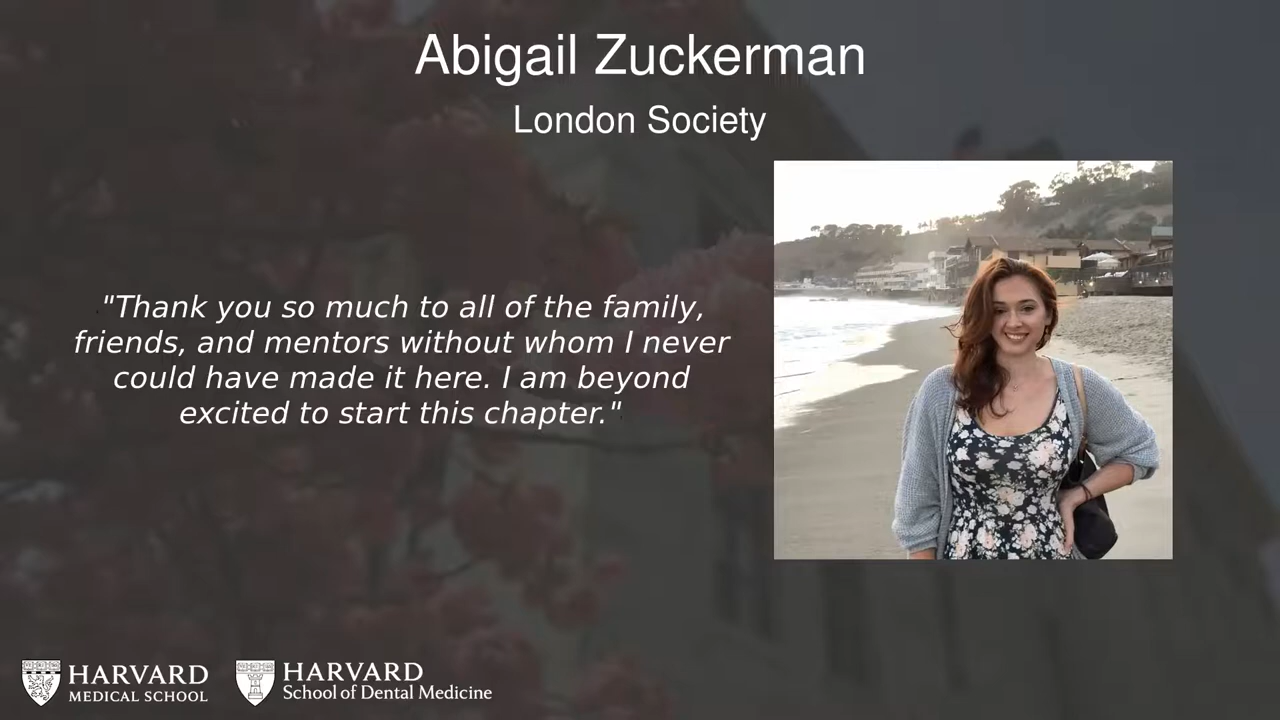 Abigail Zuckerman
London Society
"Thank you so much to all of the family,
friends, and mentors without whom I never
could have made it here. I am beyond
excited to start this chapter."
HARVARD
MEDICAL SCHOOL
HARVARD
School of Dental Medicine